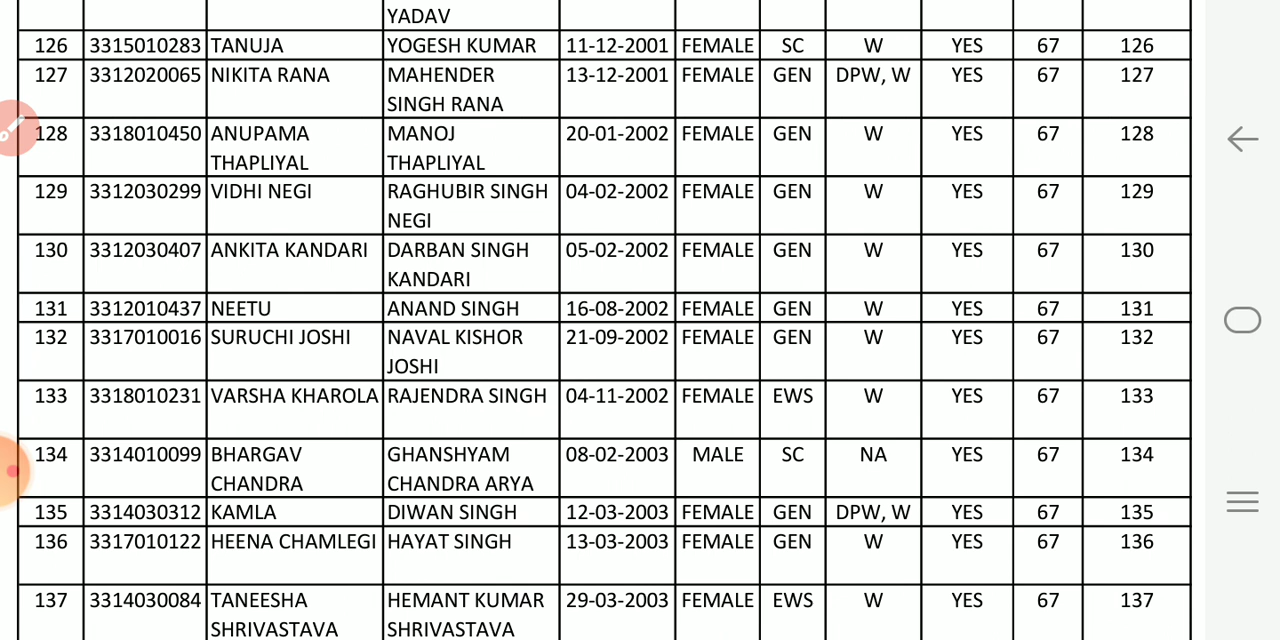 YADAV
126 3315010283 TANUJA YOGESH KUMAR 11-12-2001 FEMALE SC W YES 67 126
127 3312020065 NIKITA RANA MAHENDER 13-12-2001 FEMALE GEN DPW, W YES 67 127
SINGH RANA
128 3318010450 ANUPAMA MANOJ 20-01-2002 FEMALE GEN W YES 67 128
THAPLIYAL THAPLIYAL
129 3312030299 VIDHI NEGI RAGHUBIR SINGH 04-02-2002 FEMALE GEN W YES 67 129
NEGI
130 3312030407 ANKITA KANDARI DARBAN SINGH 05-02-2002 FEMALE GEN W YES 67 130
KANDARI
131 3312010437 NEETU ANAND SINGH 16-08-2002 FEMALE GEN W YES 67 131
132 3317010016 SURUCHI JOSHI NAVAL KISHOR 21-09-2002 FEMALE GEN W YES 67 132
JOSHI
133 3318010231 VARSHA KHAROLA RAJENDRA SINGH 04-11-2002 FEMALE EWS W YES 67 133
134 3314010099 BHARGAV GHANSHYAM 08-02-2003 MALE SC NA YES 67 134
CHANDRA CHANDRA ARYA
135 3314030312 KAMLA DIWAN SINGH 12-03-2003 FEMALE GEN DPW, W YES 67 135
136 3317010122 HEENA CHAMLEGI HAYAT SINGH 13-03-2003 FEMALE GEN W YES 67 136
137 3314030084 TANEESHA HEMANT KUMAR 29-03-2003 FEMALE EWS W YES 67 137
SHRIVASTAVA SHRIVASTAVA